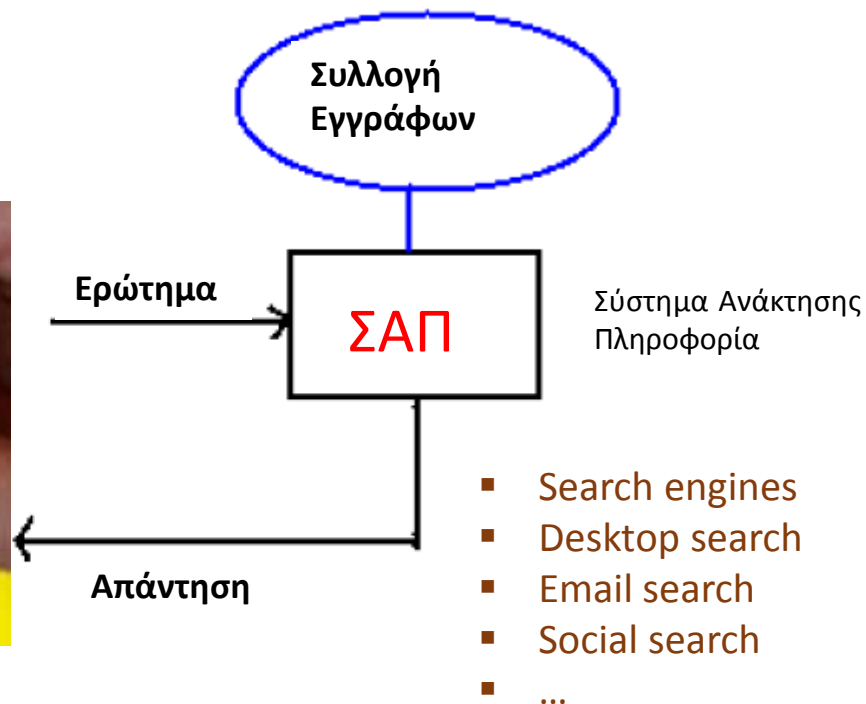 Συλλογή
Εγγράφων
Ερώτημα
ΣΑΠ
Σύστημα Ανάκτησης
Πληροφορία
Απάντηση
▪ Search engines
▪ Desktop search
▪ Email search
▪ Social search
▪ ...